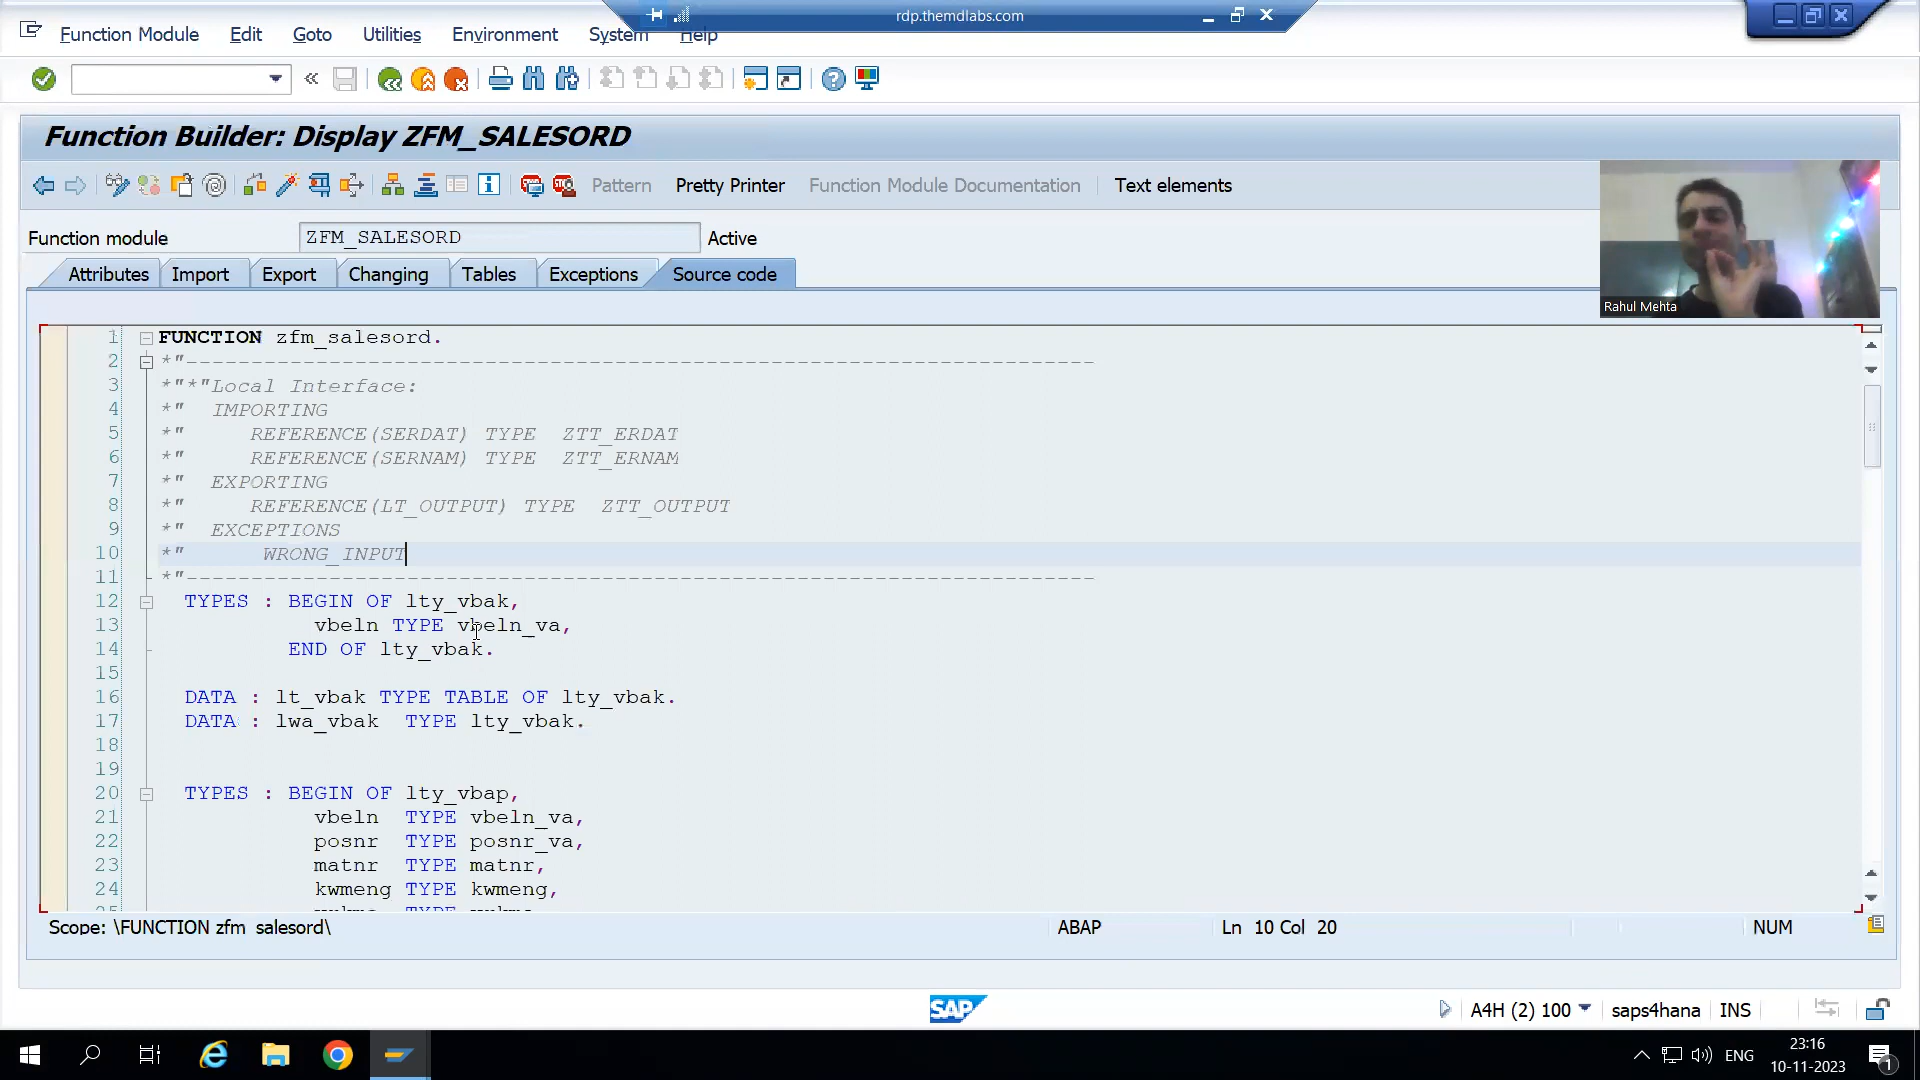 rdp.themdlabs.com
Function Module Edit Goto Utilities Environment System Help
Function Builder: Display ZFM_SALESORD
Pattern Pretty Printer Function Module Documentation Text elements
Function module ZFM_SALESORD Active
Attributes Import Export Changing Tables Exceptions Source code
Rahul Mehta
1 FUNCTION zfm_salesord.
2 *"----------------------------------------------------------------------
3 *"*"Local Interface:
4 *" IMPORTING
5 *" REFERENCE(SERDAT) TYPE ZTT_ERDAT
6 *" REFERENCE(SERNAM) TYPE ZTT_ERNAM
7 *" EXPORTING
8 *" REFERENCE(LT_OUTPUT) TYPE ZTT_OUTPUT
9 *" EXCEPTIONS
10 *" WRONG_INPUT
11 *"----------------------------------------------------------------------
12 TYPES : BEGIN OF lty_vbak,
13 vbeln TYPE vbeln_va,
14 END OF lty_vbak.
15
16 DATA : lt_vbak TYPE TABLE OF lty_vbak.
17 DATA : lwa_vbak TYPE lty_vbak.
18
19
20 TYPES : BEGIN OF lty_vbap,
21 vbeln TYPE vbeln_va,
22 posnr TYPE posnr_va,
23 matnr TYPE matnr,
24 kwmeng TYPE kwmeng,
Scope: \FUNCTION zfm_salesord\ ABAP Ln 10 Col 20 NUM
SAP A4H (2) 100 saps4hana INS
ENG 23:16
10-11-2023 1